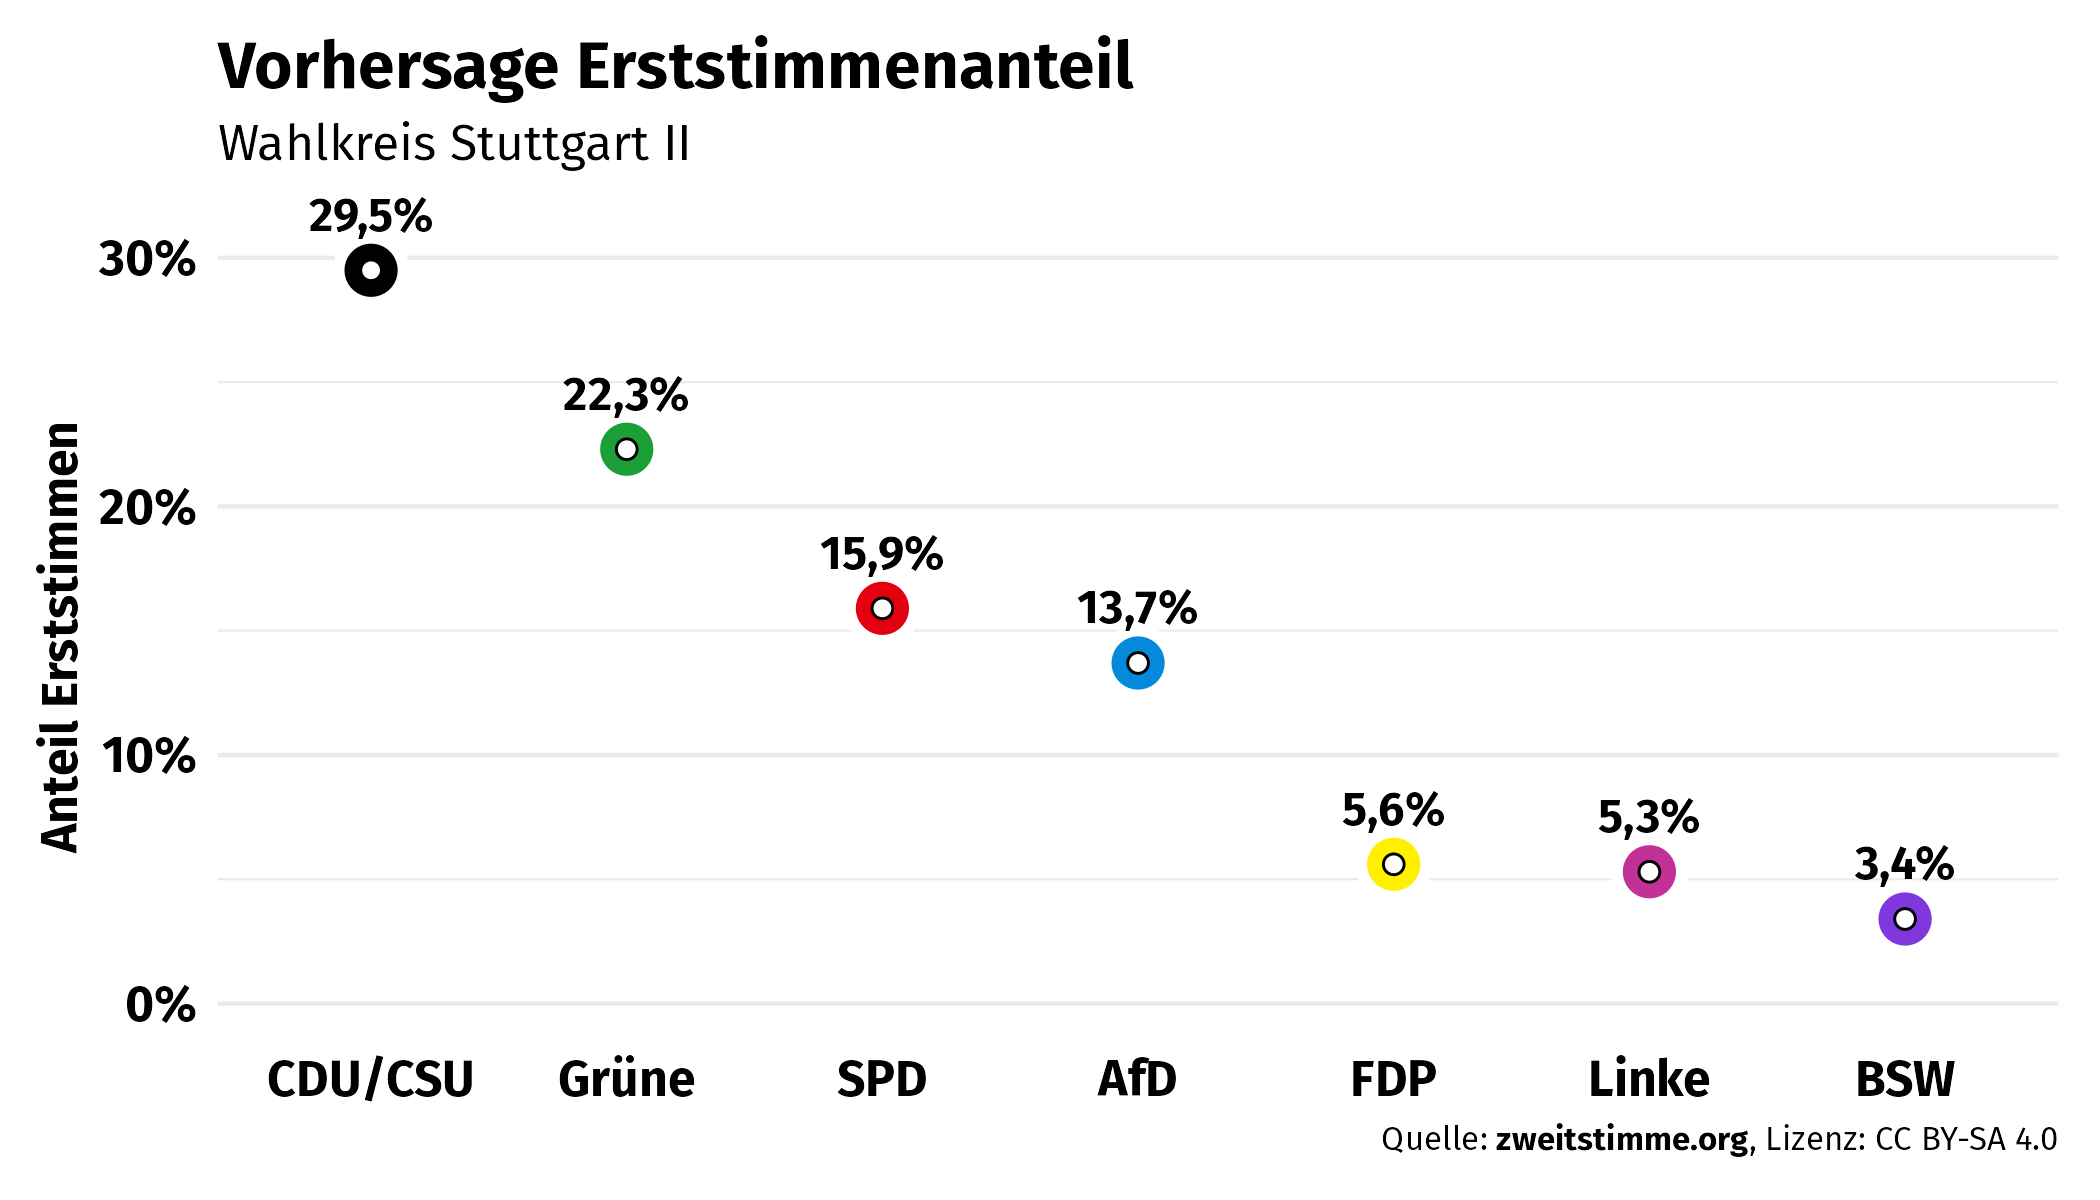 Vorhersage Erststimmenanteil
Wahlkreis Stuttgart II
Anteil Erststimmen
30%
20%
10%
0%
29,5%
22,3%
15,9%
13,7%
5,6%
5,3%
3,4%
CDU/CSU Grüne SPD AfD FDP Linke BSW
Quelle: zweitstimme.org, Lizenz: CC BY-SA 4.0